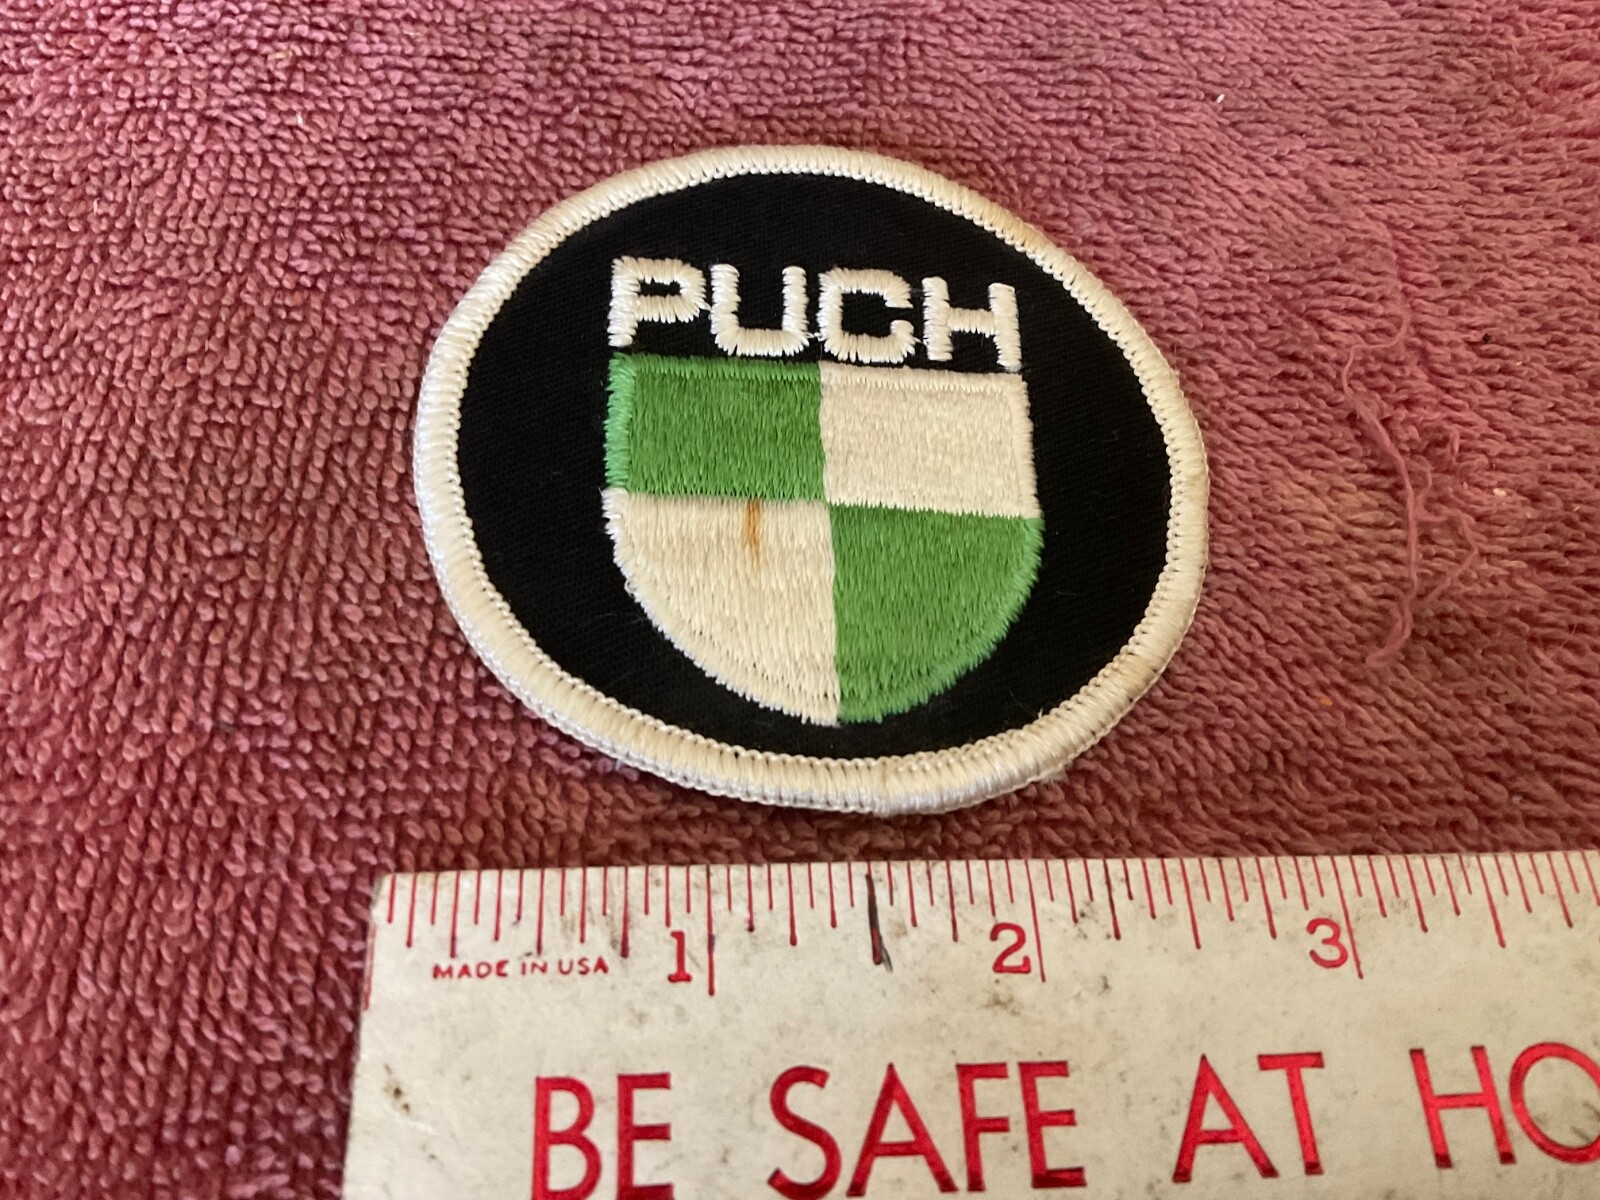 PUCH
1 2 3
MADE IN USA
BE SAFE AT HO